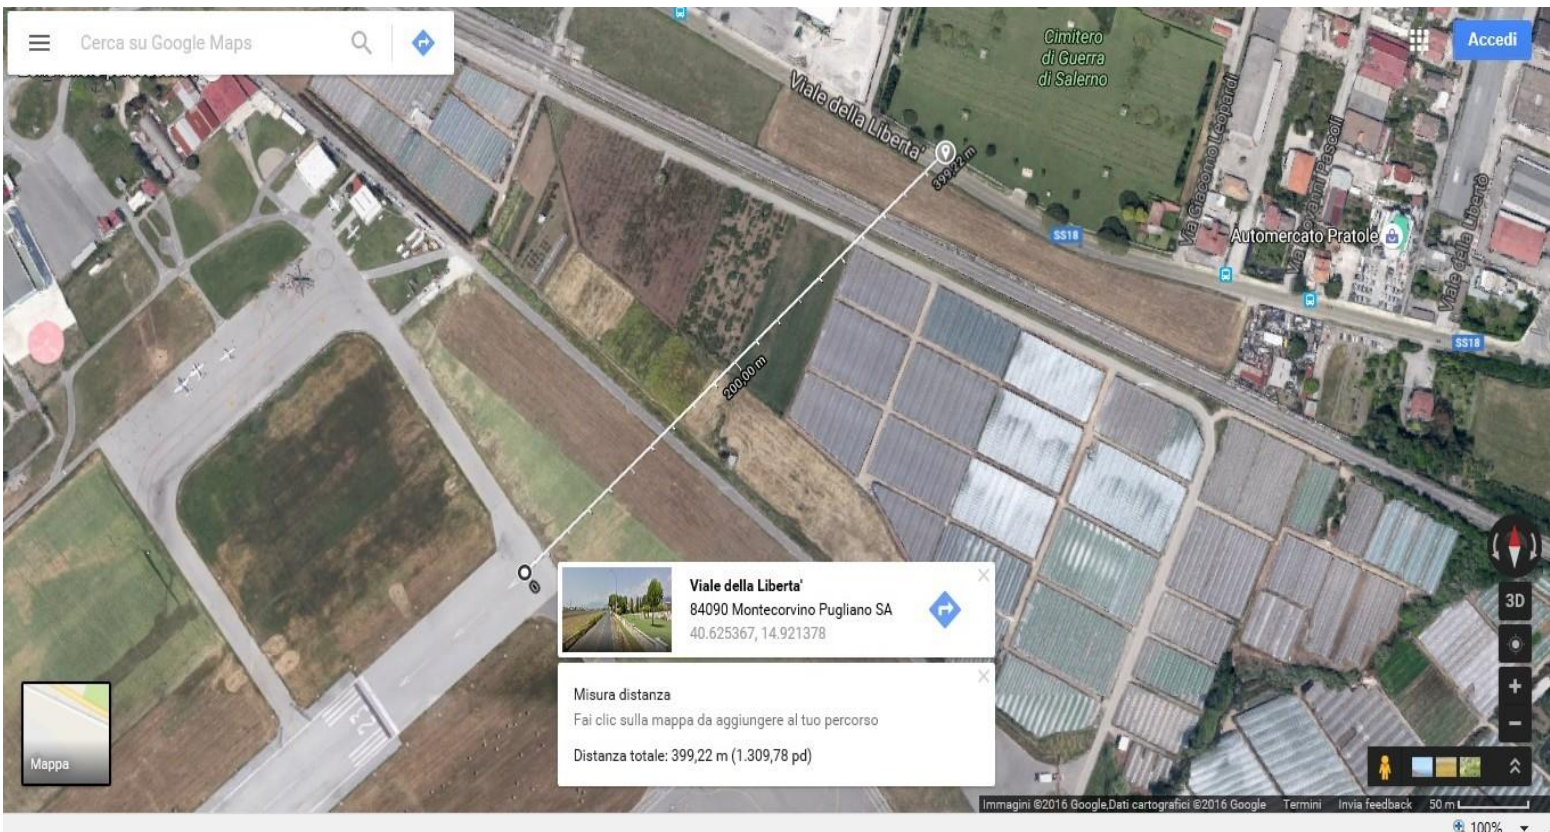 Cerca su Google Maps
Accedi
Cimitero
di Guerra
di Salerno
Viale della Liberta'
399,22 m
Via Giacomo Leopardi
Via Giovanni Pascoli
Viale della Libertò
SS18
Automercato Pratole
SS18
200,00 m
0
22
Viale della Liberta'
84090 Montecorvino Pugliano SA
40.625367, 14.921378
Misura distanza
Fai clic sulla mappa da aggiungere al tuo percorso
Distanza totale: 399,22 m (1.309,78 pd)
3D
Mappa
Immagini ©2016 Google,Dati cartografici ©2016 Google Termini Invia feedback 50 m
100%